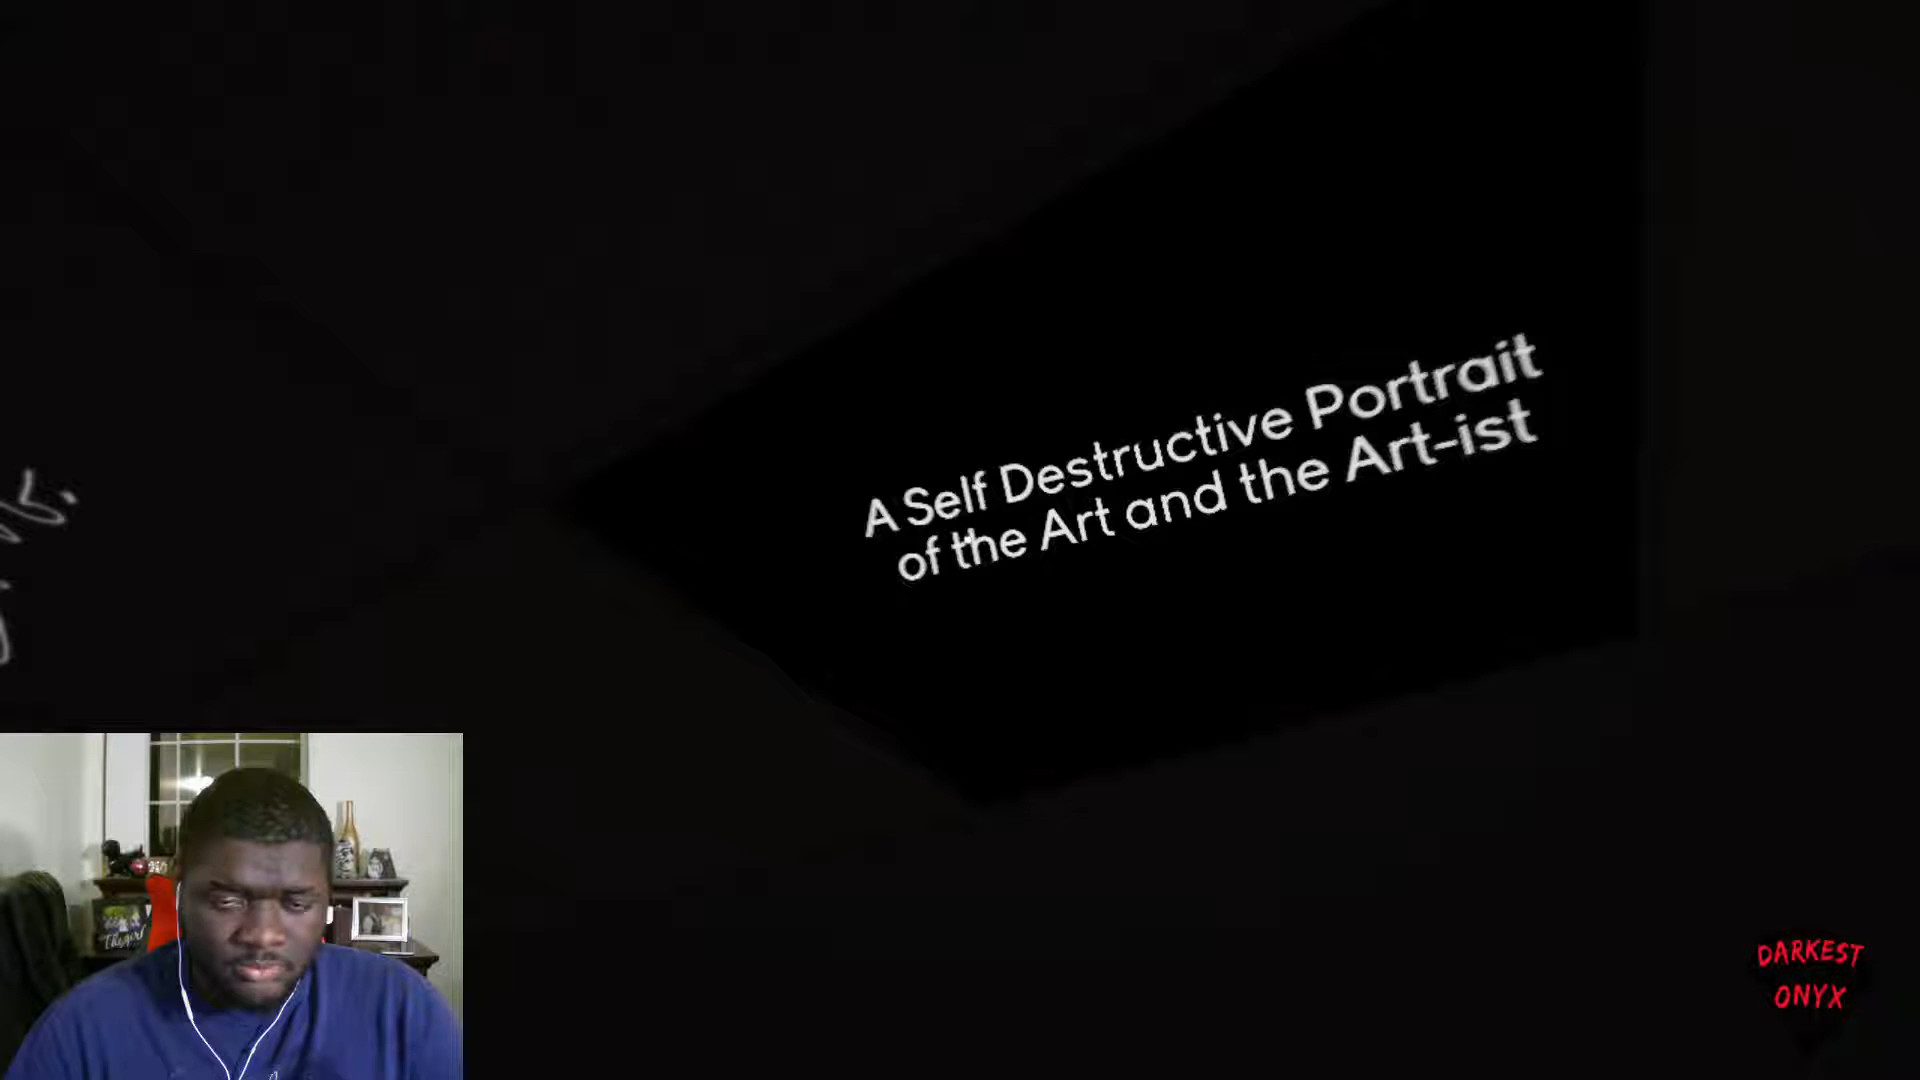 A Self Destructive Portrait
of the Art and the Art-ist
DARKEST
ONYX